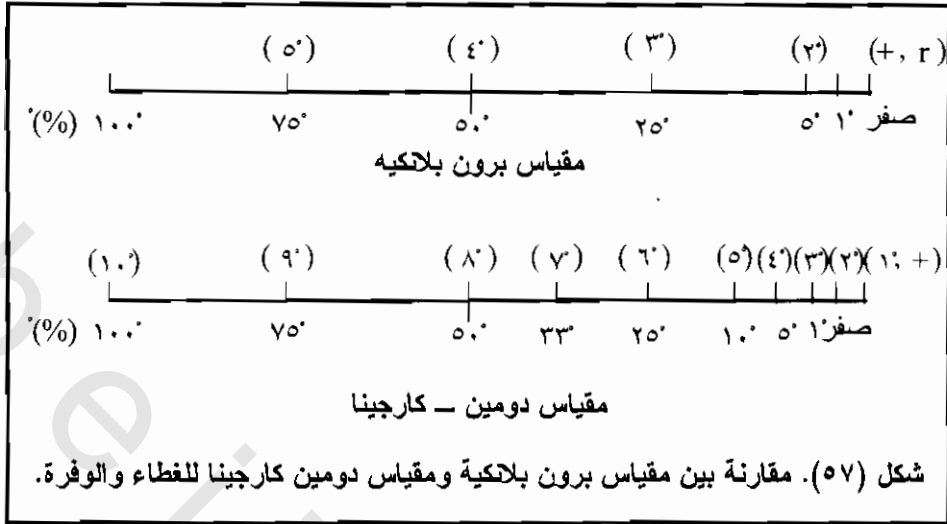 (+, r) (٢°) (٣°) (٤°) (٥°)
صفر ١° ٥° ٢٥° ٥٠° ٧٥° ١٠٠° (%)°
مقياس برون بلانكيه
(+ ,°١) (٢°) (٣°) (٤°) (٥°) (٦°) (٧°) (٨°) (٩°) (١٠°)
صفر ١° ٥° ١٠° ٢٥° ٣٣° ٥٠° ٧٥° ١٠٠° (%)°
مقياس دومين – كارجينا
شكل (٥٧). مقارنة بين مقياس برون بلانكية ومقياس دومين كارجينا للغطاء والوفرة.